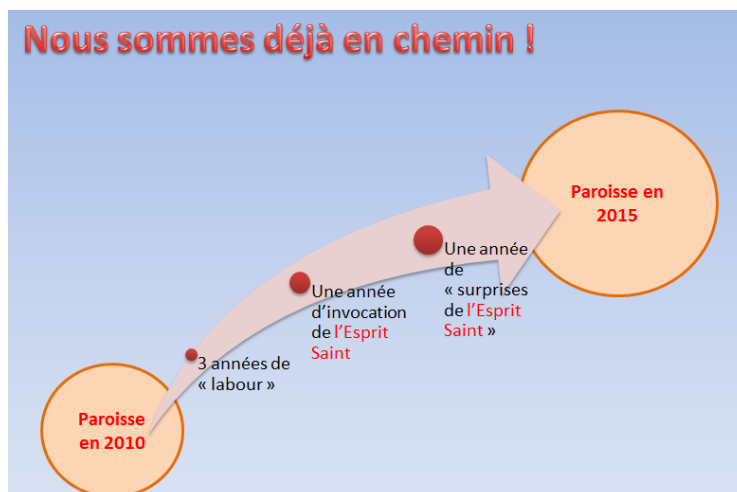 Nous sommes déjà en chemin !
Paroisse en
2015
Une année
de
« surprises
de l'Esprit
Saint »
Une année
d'invocation
de l'Esprit
Saint
3 années de
« labour »
Paroisse
en 2010